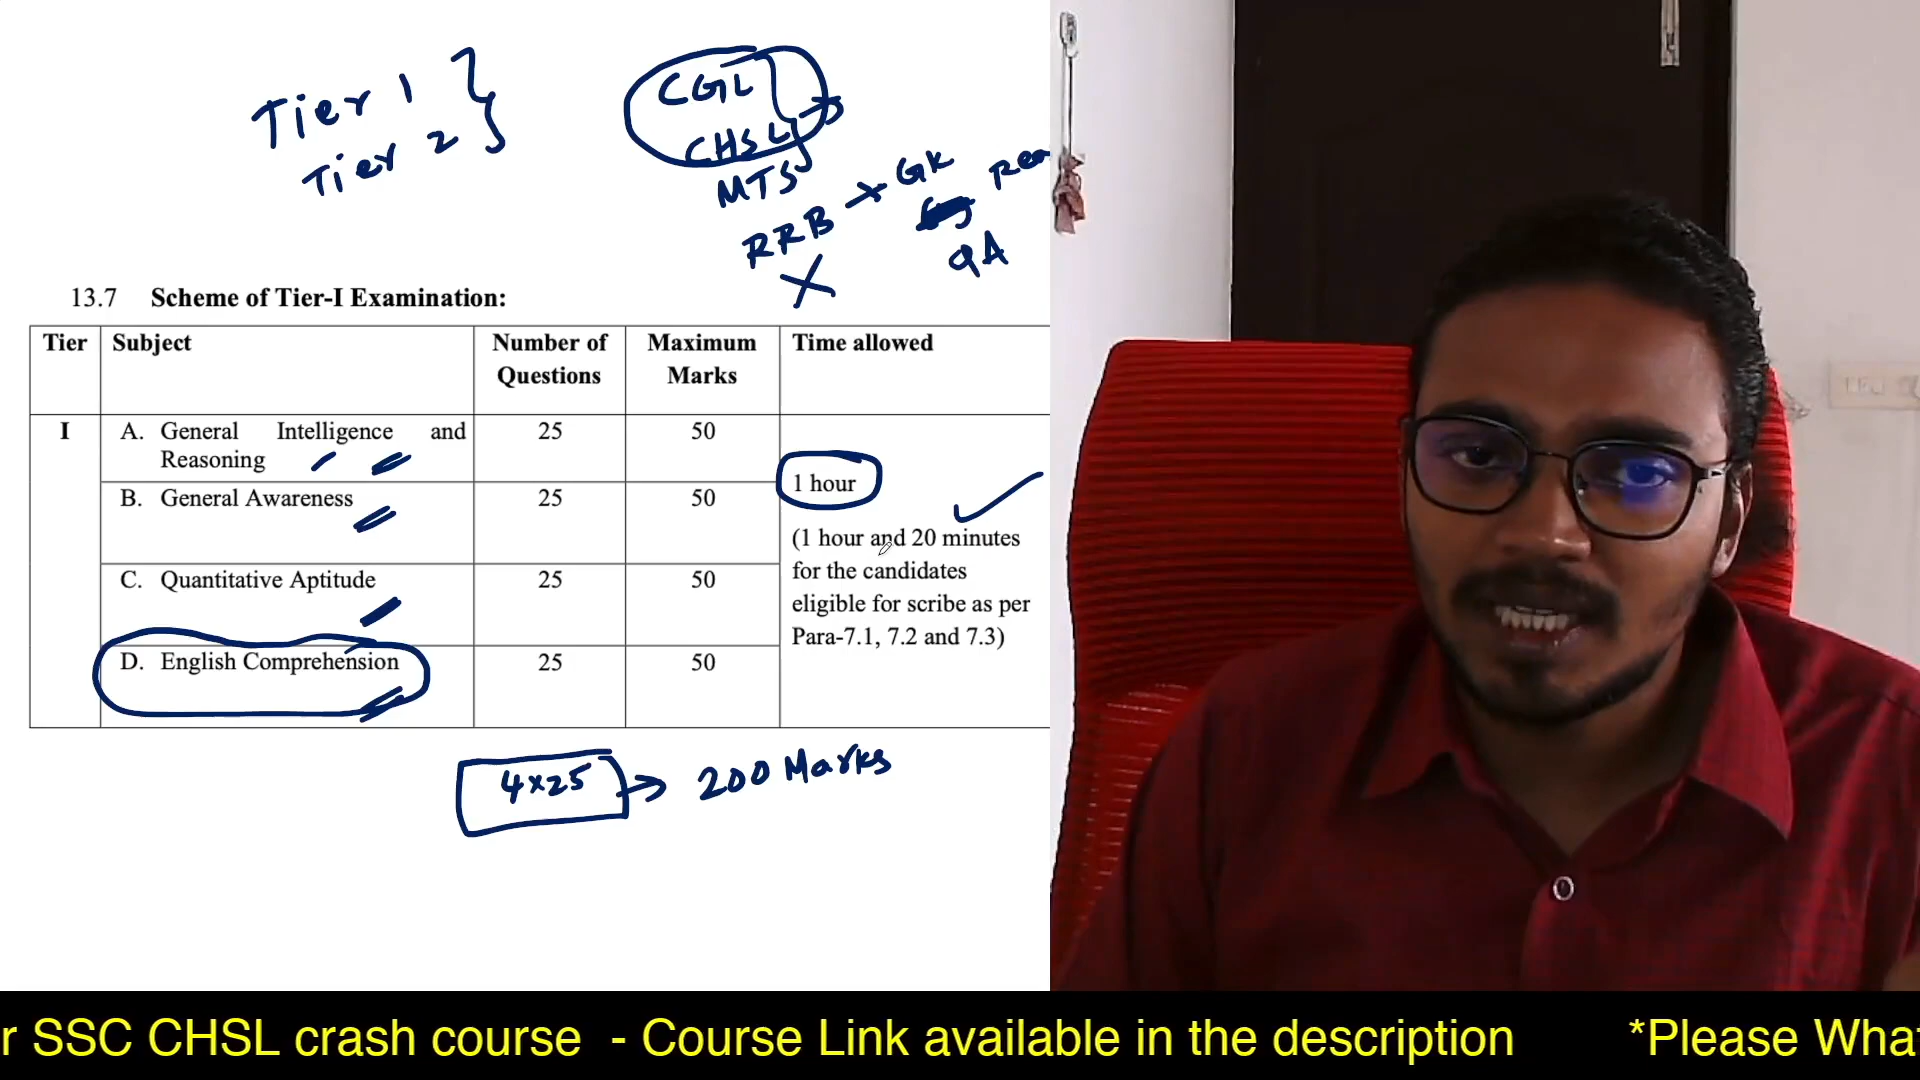 Tier 1
Tier 2
CGL
CHSL
MTS
RRB
GK
QA
13.7 Scheme of Tier-I Examination:
Tier Subject Number of Questions Maximum Marks Time allowed
I A. General Intelligence and Reasoning 25 50
B. General Awareness 25 50
C. Quantitative Aptitude 25 50
D. English Comprehension 25 50
1 hour
(1 hour and 20 minutes
for the candidates
eligible for scribe as per
Para-7.1, 7.2 and 7.3)
4x25 → 200 Marks
r SSC CHSL crash course - Course Link available in the description *Please Wha